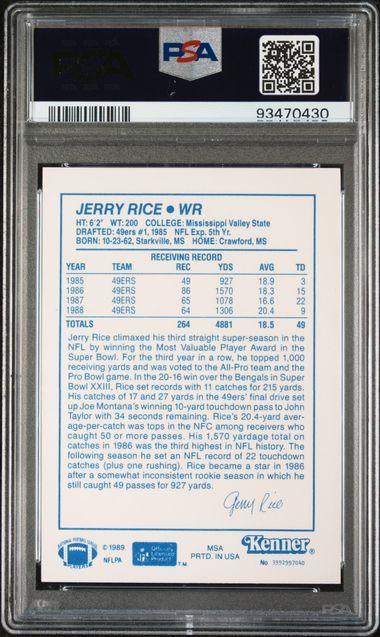 PSA
PSA
93470430
JERRY RICE • WR
HT: 6'2" WT: 200 COLLEGE: Mississippi Valley State
DRAFTED: 49ers #1, 1985 NFL Exp. 5th Yr.
BORN: 10-23-62, Starkville, MS HOME: Crawford, MS
RECEIVING RECORD
YEAR TEAM REC YDS AVG TD
1985 49ERS 49 927 18.9 3
1986 49ERS 86 1570 18.3 15
1987 49ERS 65 1078 16.6 22
1988 49ERS 64 1306 20.4 9
TOTALS 264 4881 18.5 49
Jerry Rice climaxed his third straight super-season in the
NFL by winning the Most Valuable Player Award in the
Super Bowl. For the third year in a row, he topped 1,000
receiving yards and was voted to the All-Pro team and the
Pro Bowl game. In the 20-16 win over the Bengals in Super
Bowl XXIII, Rice set records with 11 catches for 215 yards.
His catches of 17 and 27 yards in the 49ers' final drive set
up Joe Montana's winning 10-yard touchdown pass to John
Taylor with 34 seconds remaining. Rice's 20.4-yard aver-
age-per-catch was tops in the NFC among receivers who
caught 50 or more passes. His 1,570 yardage total on
catches in 1986 was the third highest in NFL history. The
following season he set an NFL record of 22 touchdown
catches (plus one rushing). Rice became a star in 1986
after a somewhat inconsistent rookie season in which he
still caught 49 passes for 927 yards.
Jerry Rice
NATIONAL FOOTBALL LEAGUE
PLAYERS
© 1989
NFLPA
Officially
Licensed
Product
TM
MSA
PRTD. IN USA
Kenner®
No. 3992997040